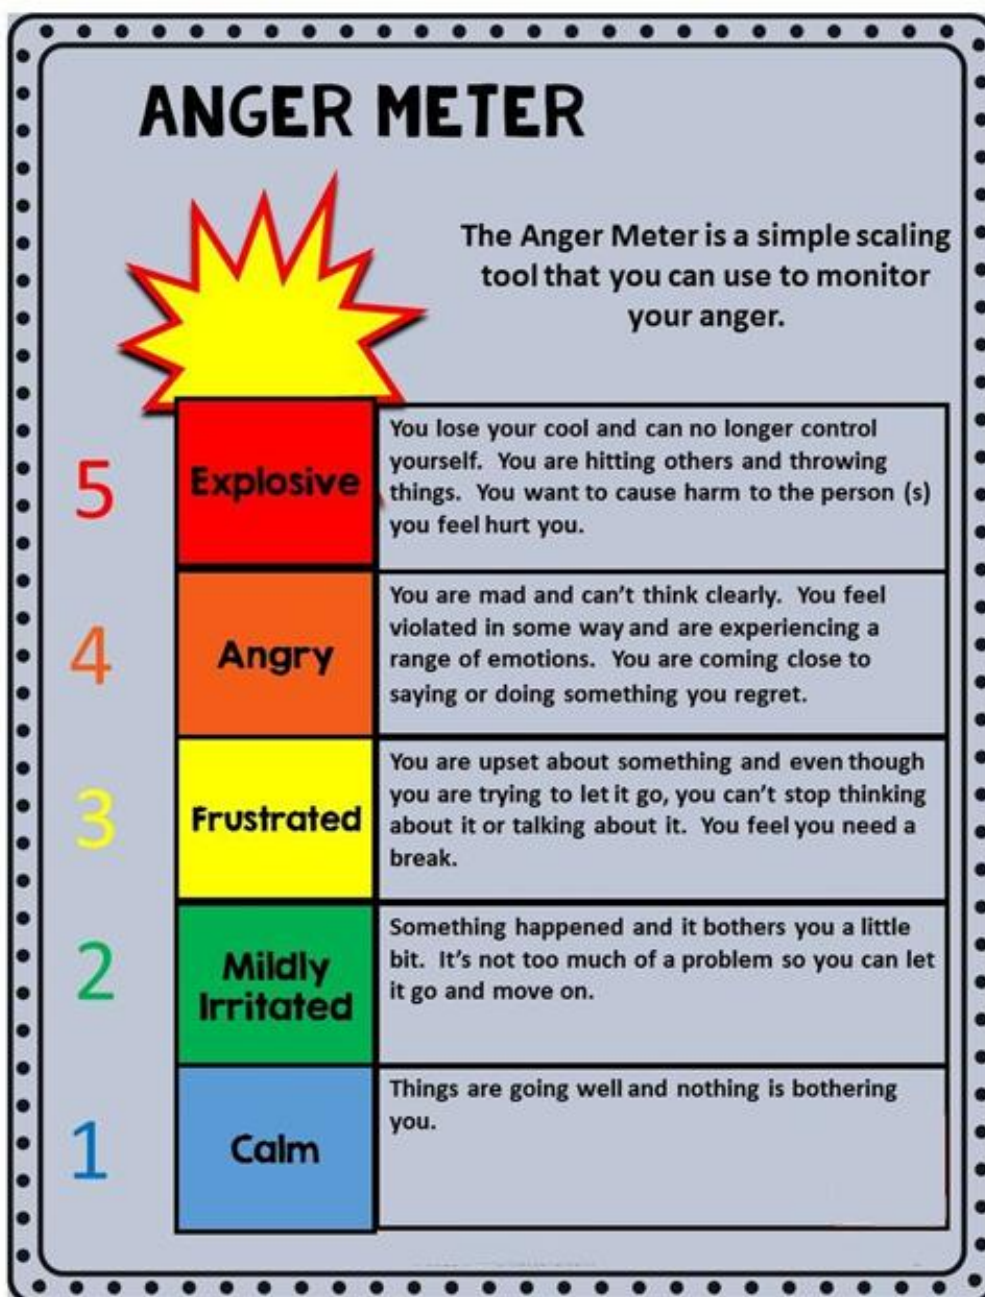 ANGER METER
The Anger Meter is a simple scaling
tool that you can use to monitor
your anger.
5
Explosive
You lose your cool and can no longer control
yourself. You are hitting others and throwing
things. You want to cause harm to the person (s)
you feel hurt you.
4
Angry
You are mad and can't think clearly. You feel
violated in some way and are experiencing a
range of emotions. You are coming close to
saying or doing something you regret.
3
Frustrated
You are upset about something and even though
you are trying to let it go, you can't stop thinking
about it or talking about it. You feel you need a
break.
2
Mildly
Irritated
Something happened and it bothers you a little
bit. It's not too much of a problem so you can let
it go and move on.
1
Calm
Things are going well and nothing is bothering
you.